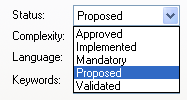 Status: Proposed
Complexity: Approved
Implemented
Language: Mandatory
Proposed
Keywords: Validated